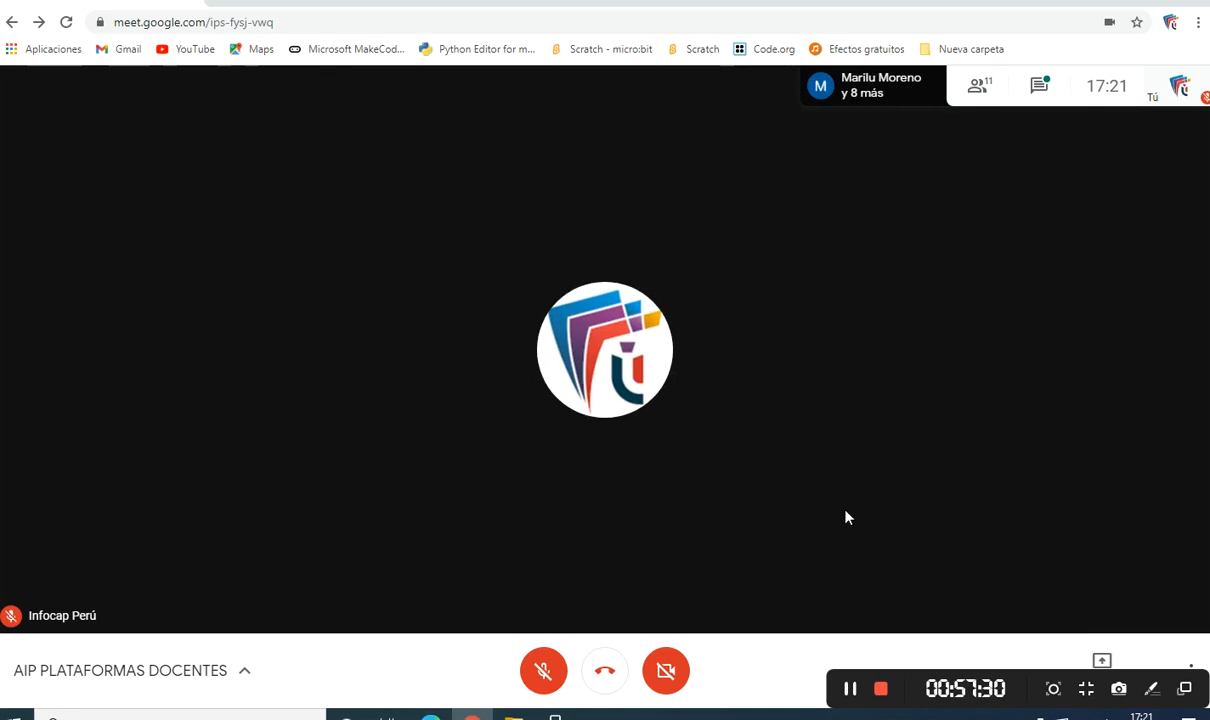 meet.google.com/ips-fysj-vwq
Aplicaciones Gmail YouTube Maps Microsoft MakeCod... Python Editor for m... Scratch - micro:bit Scratch Code.org Efectos gratuitos Nueva carpeta
M Marilu Moreno
y 8 más
11
17:21
Tú
Infocap Perú
AIP PLATAFORMAS DOCENTES
00:57:30
17:21